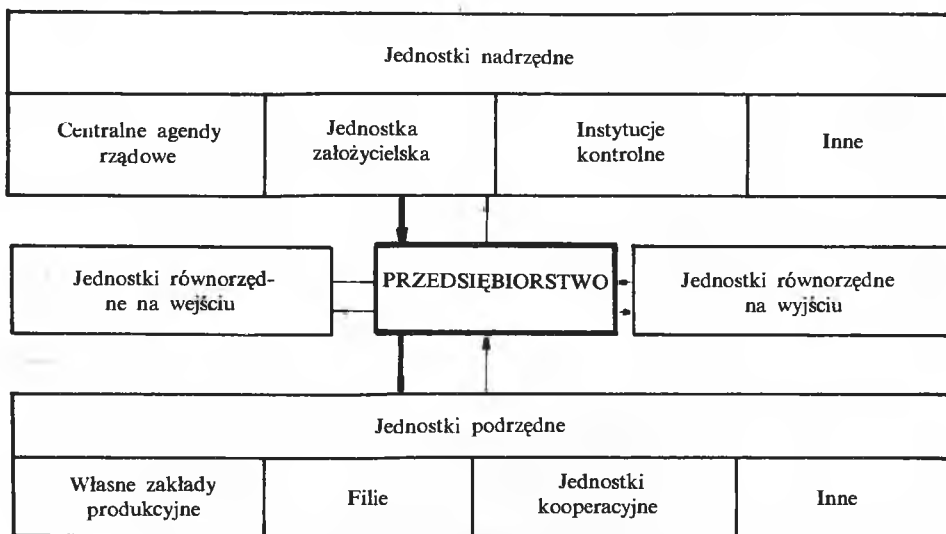 Jednostki nadrzędne
Centralne agendy
rządowe
Jednostka
założycielska
Instytucje
kontrolne
Inne
Jednostki równorzęd-
ne na wejściu
PRZEDSIĘBIORSTWO
Jednostki równorzędne
na wyjściu
Jednostki podrzędne
Własne zakłady
produkcyjne
Filie
Jednostki
kooperacyjne
Inne